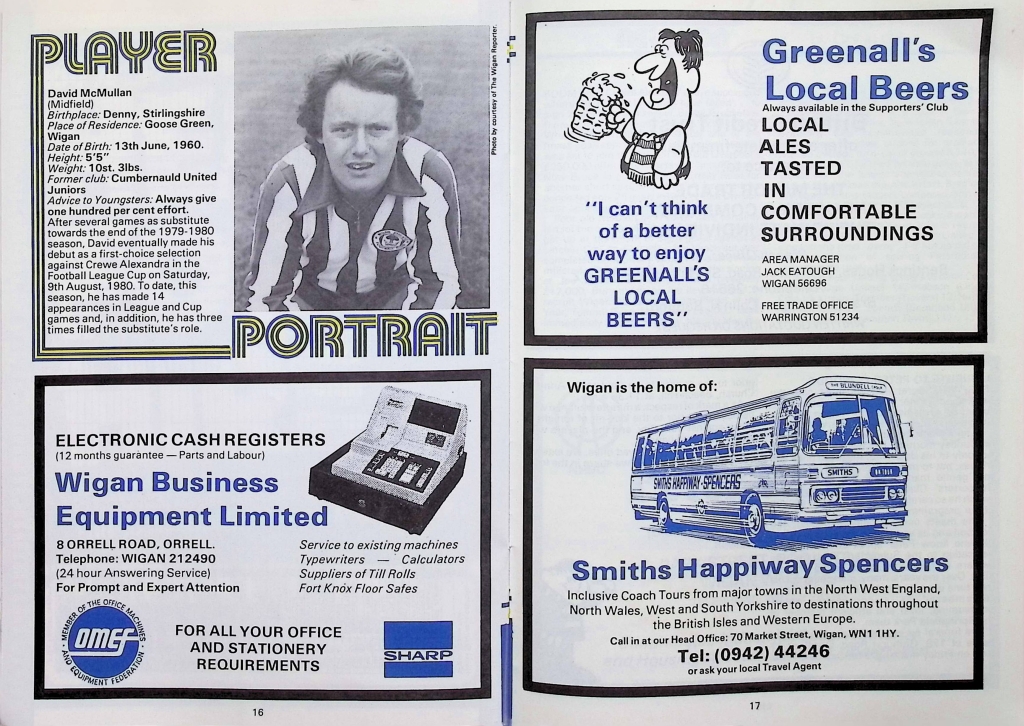 PLAYER
David McMullan
(Midfield)
Birthplace: Denny, Stirlingshire
Place of Residence: Goose Green,
Wigan
Date of Birth: 13th June, 1960.
Height: 5'5"
Weight: 10st. 3lbs.
Former club: Cumbernauld United
Juniors
Advice to Youngsters: Always give
one hundred per cent effort.
After several games as substitute
towards the end of the 1979-1980
season, David eventually made his
debut as a first-choice selection
against Crewe Alexandra in the
Football League Cup on Saturday,
9th August, 1980. To date, this
season, he has made 14
appearances in League and Cup
games and, in addition, he has three
times filled the substitute's role.
Photo by courtesy of The Wigan Reporter.
PORTRAIT
ELECTRONIC CASH REGISTERS
(12 months guarantee — Parts and Labour)
Wigan Business
Equipment Limited
8 ORRELL ROAD, ORRELL.
Telephone: WIGAN 212490
(24 hour Answering Service)
For Prompt and Expert Attention
Service to existing machines
Typewriters — Calculators
Suppliers of Till Rolls
Fort Knox Floor Safes
MEMBER OF THE OFFICE MACHINES
AND EQUIPMENT FEDERATION
omef
FOR ALL YOUR OFFICE
AND STATIONERY
REQUIREMENTS
SHARP
16
Greenall's
Local Beers
Always available in the Supporters' Club
LOCAL
ALES
TASTED
IN
COMFORTABLE
SURROUNDINGS
"I can't think
of a better
way to enjoy
GREENALL'S
LOCAL
BEERS"
AREA MANAGER
JACK EATOUGH
WIGAN 56696
FREE TRADE OFFICE
WARRINGTON 51234
Wigan is the home of:
THE BLUNDELL
SMITHS
SMITHS HAPPIWAY-SPENCERS
Smiths Happiway Spencers
Inclusive Coach Tours from major towns in the North West England,
North Wales, West and South Yorkshire to destinations throughout
the British Isles and Western Europe.
Call in at our Head Office: 70 Market Street, Wigan, WN1 1HY.
Tel: (0942) 44246
or ask your local Travel Agent
17